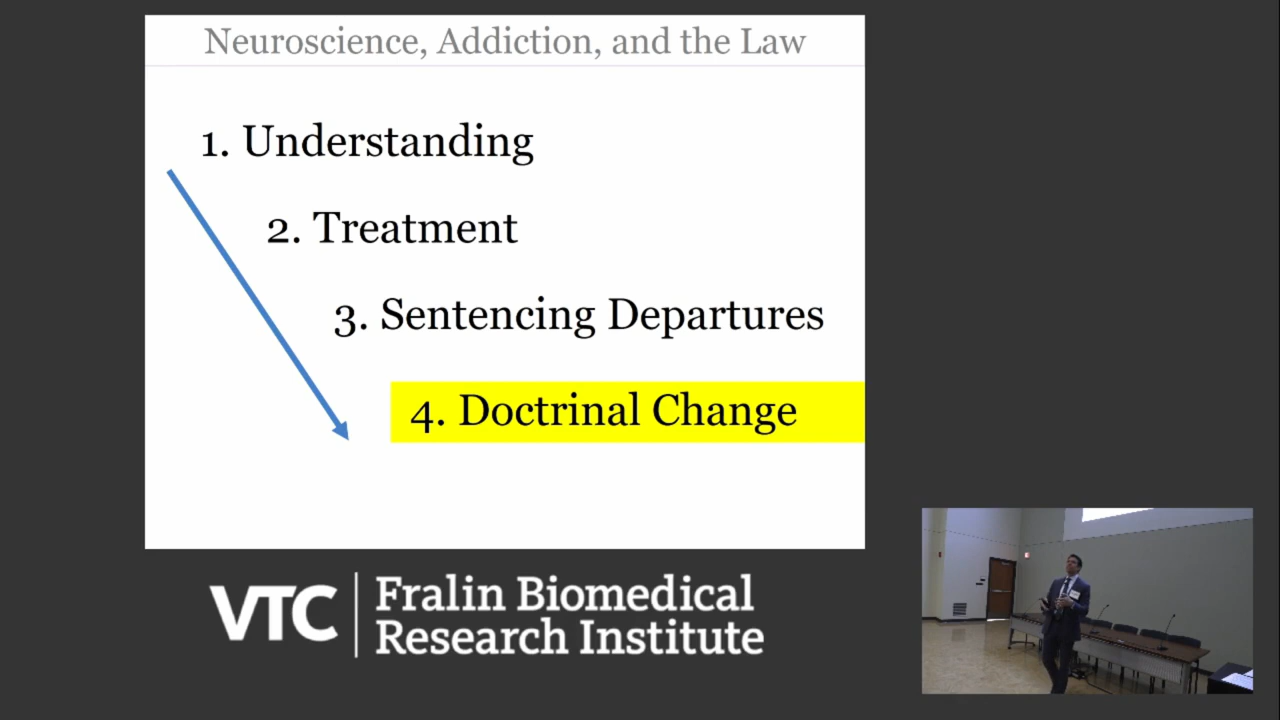 Neuroscience, Addiction, and the Law
1. Understanding
2. Treatment
3. Sentencing Departures
4. Doctrinal Change
VTC
Fralin Biomedical
Research Institute